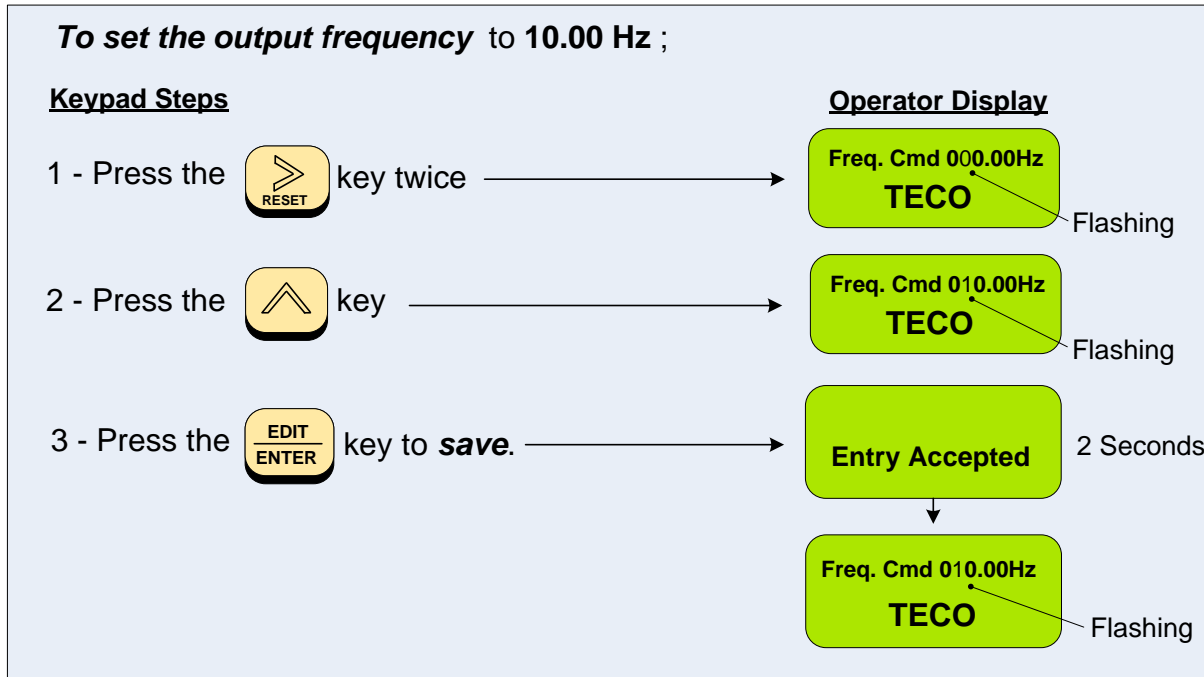 To set the output frequency to 10.00 Hz ;
Keypad Steps
Operator Display
1 - Press the RESET key twice
Freq. Cmd 000.00Hz
TECO
Flashing
2 - Press the key
Freq. Cmd 010.00Hz
TECO
Flashing
3 - Press the EDIT ENTER key to save.
Entry Accepted
2 Seconds
Freq. Cmd 010.00Hz
TECO
Flashing